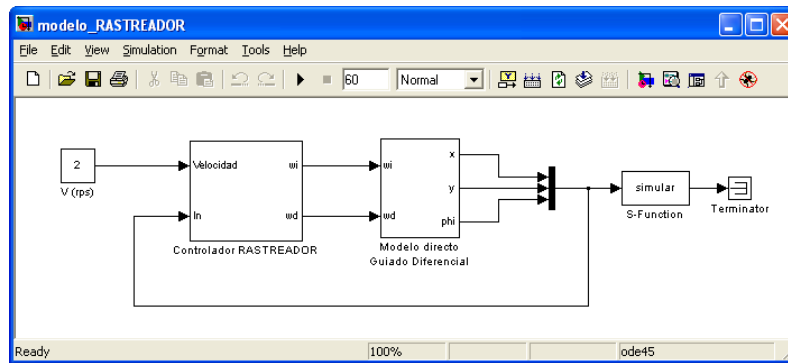 modelo_RASTREADOR
File Edit View Simulation Format Tools Help
60 Normal
2
V (rps)
Velocidad
In
wi
wd
Controlador RASTREADOR
wi
wd
x
y
phi
Modelo directo
Guiado Diferencial
simular
S-Function
Terminator
Ready 100% ode45